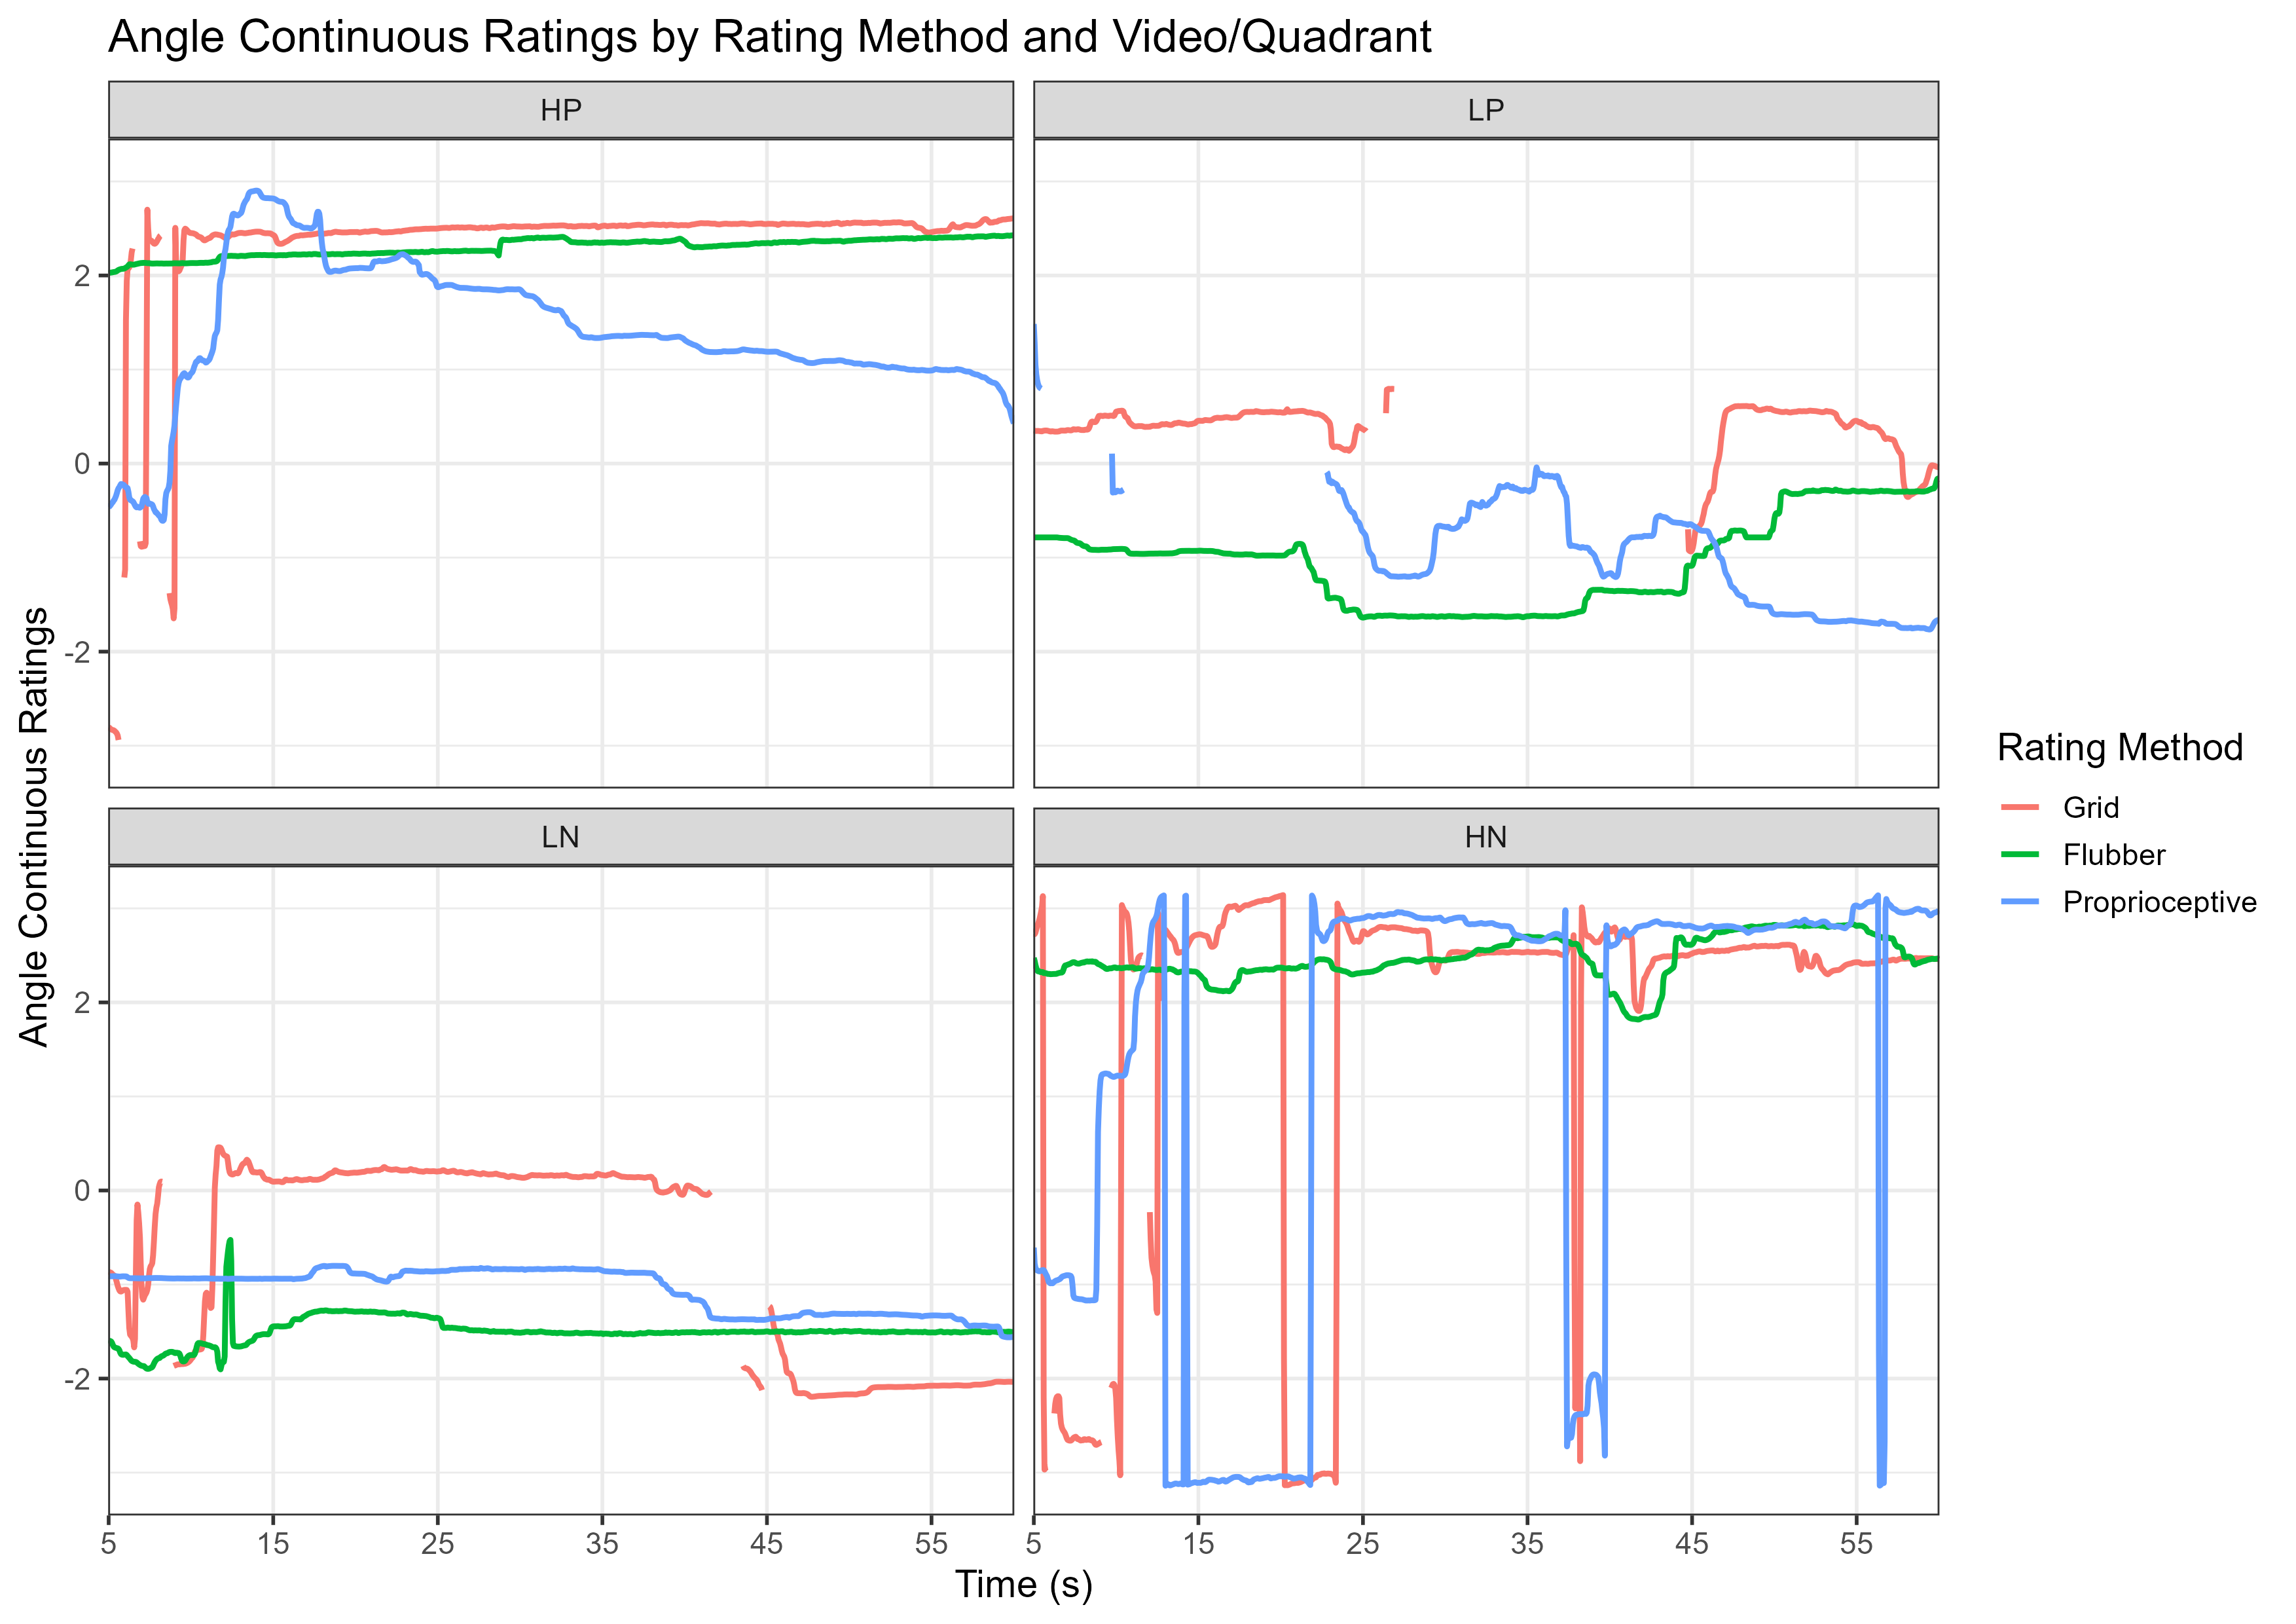 Angle Continuous Ratings by Rating Method and Video/Quadrant
HP
LP
2
0
-2
LN
HN
2
0
-2
5 15 25 35 45 55 5 15 25 35 45 55
Time (s)
Angle Continuous Ratings
Rating Method
Grid
Flubber
Proprioceptive